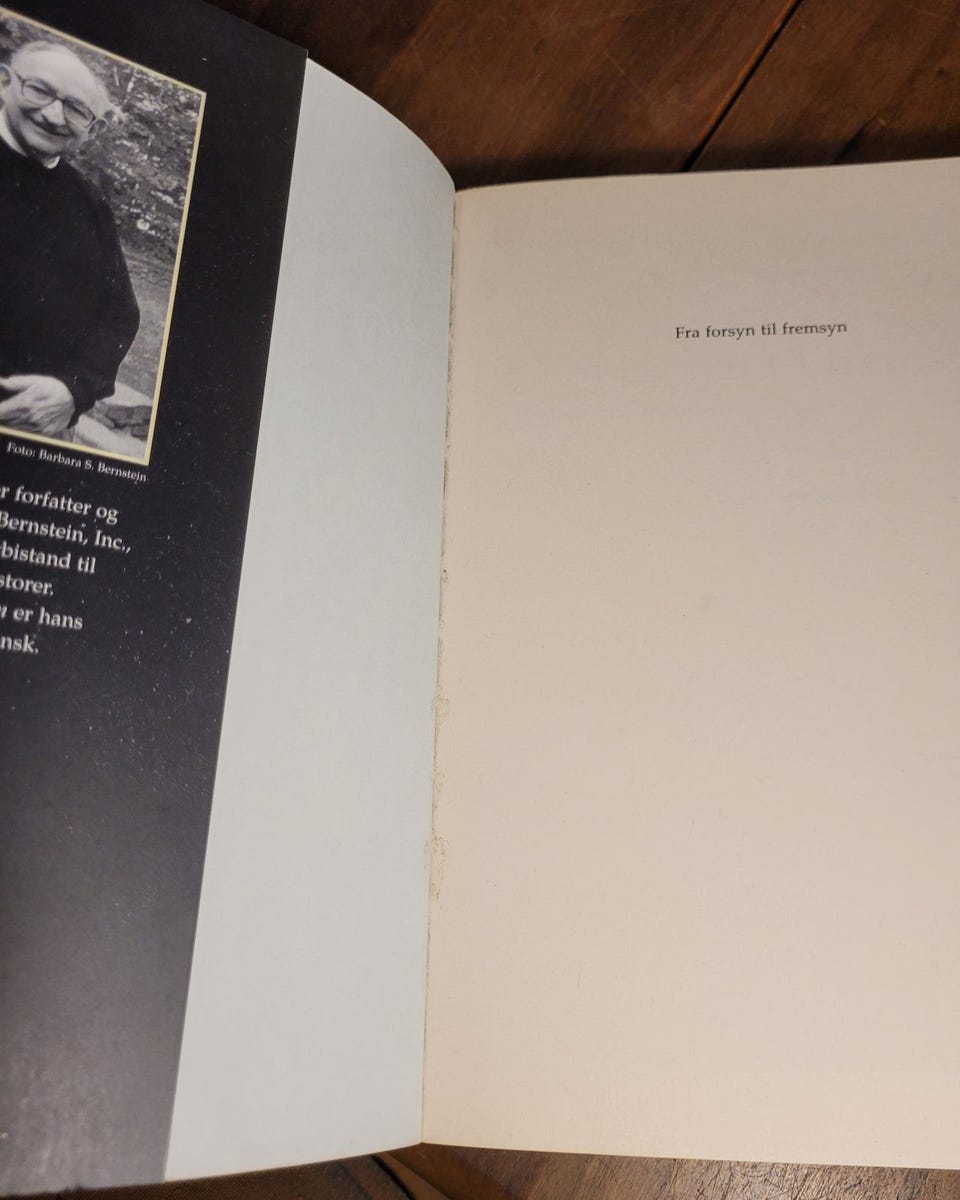 Foto: Barbara S. Bernstein
r forfatter og
Bernstein, Inc.,
bistand til
storer.
er hans
nsk.
Fra forsyn til fremsyn